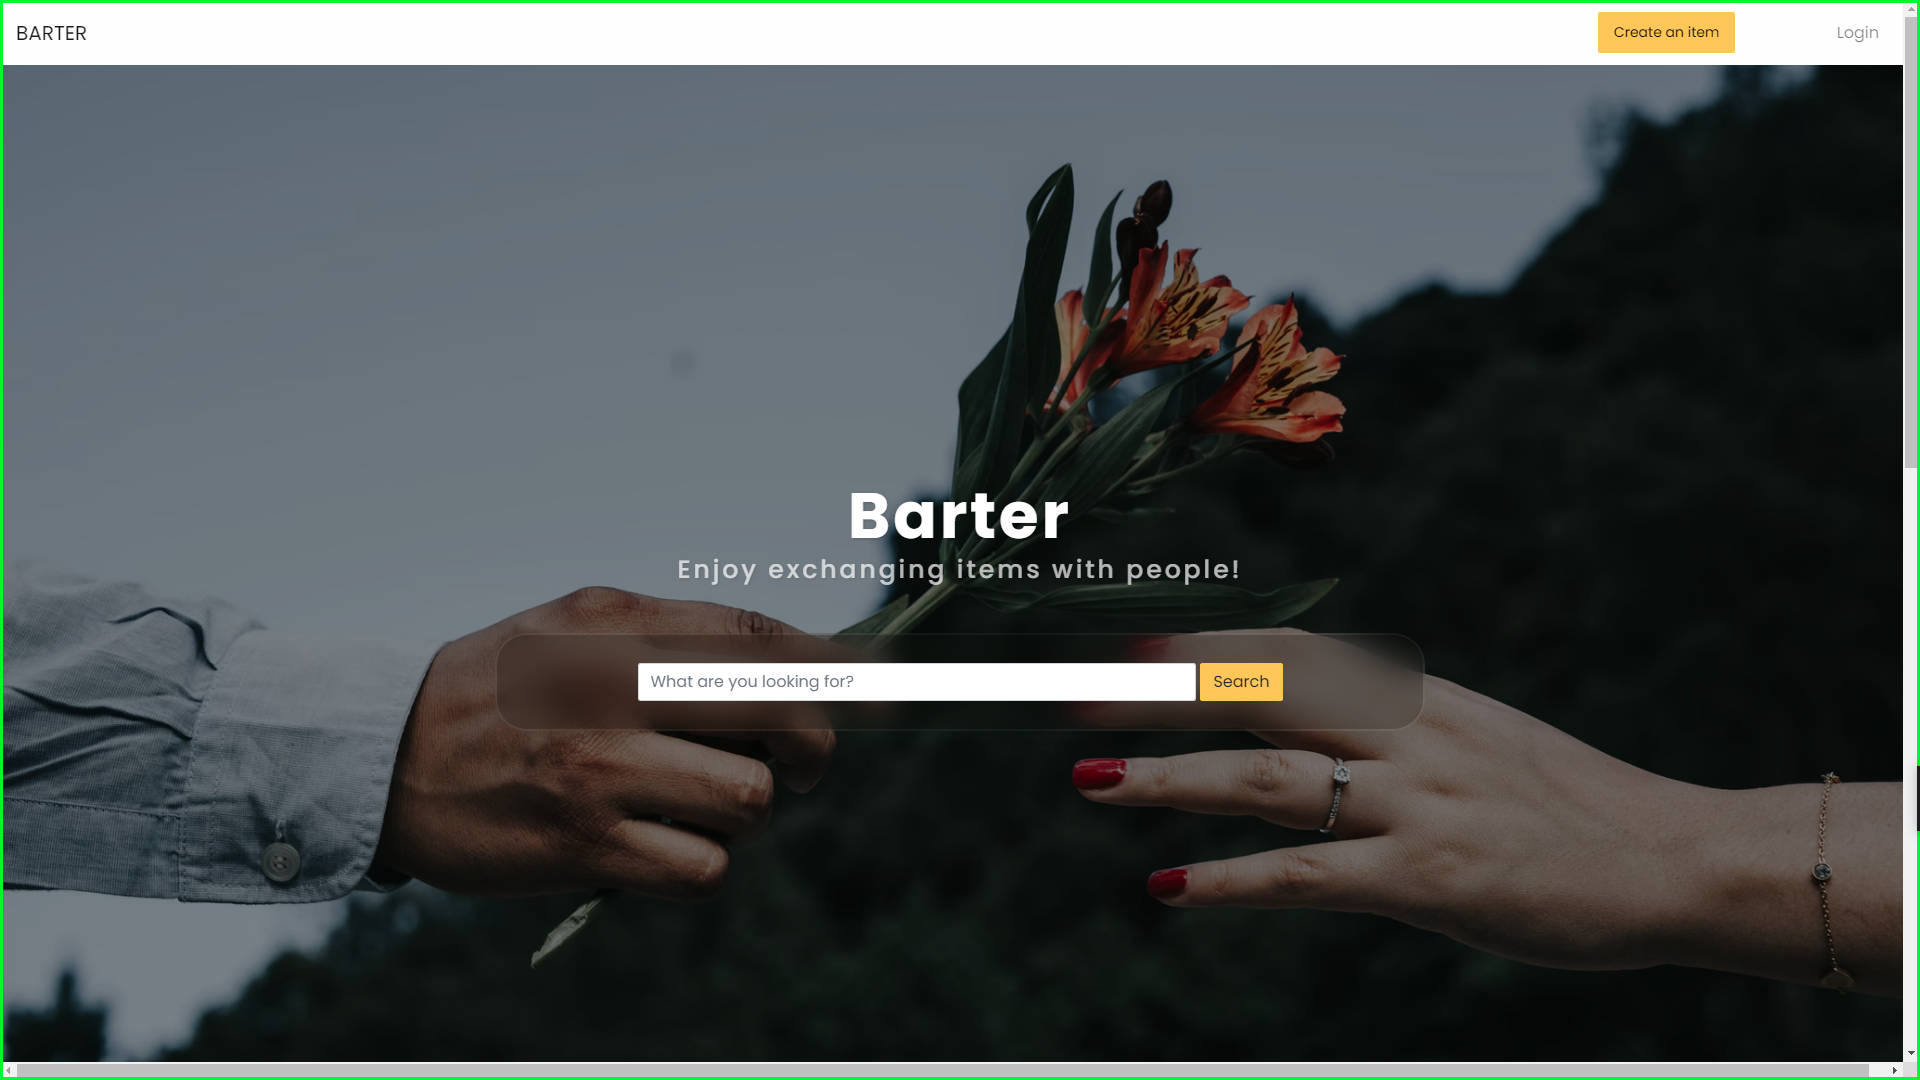 BARTER
Create an item
Login
Barter
Enjoy exchanging items with people!
What are you looking for?
Search